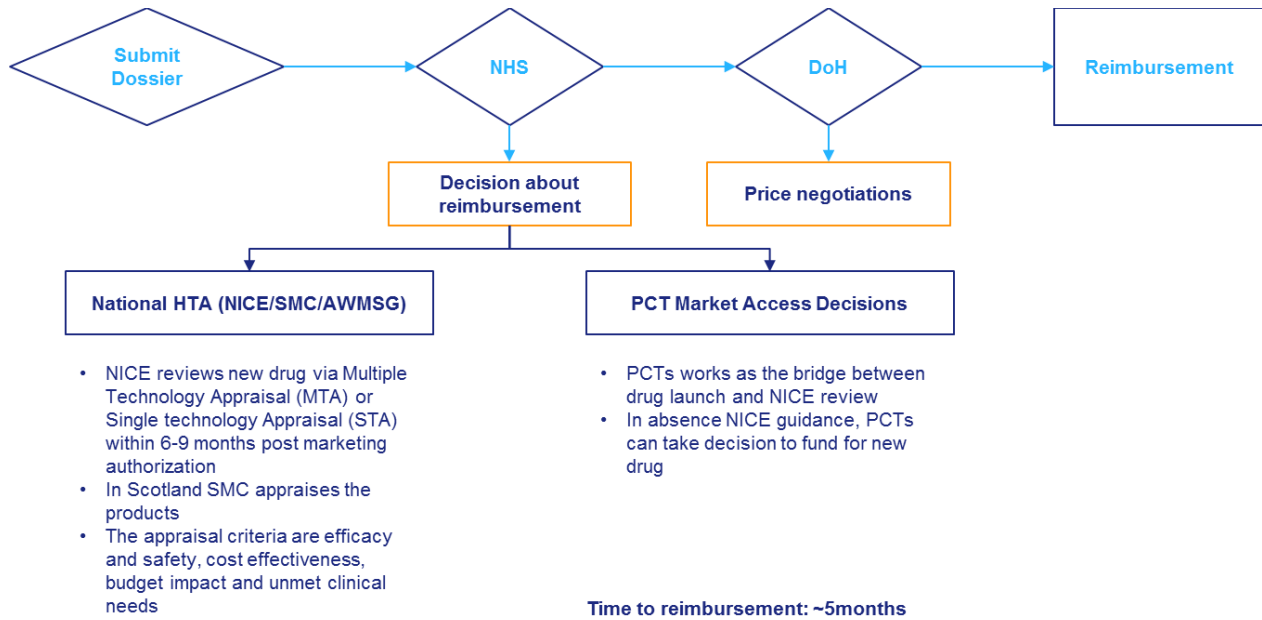 Submit
Dossier
NHS
DoH
Reimbursement
Decision about
reimbursement
Price negotiations
National HTA (NICE/SMC/AWMSG)
PCT Market Access Decisions
• NICE reviews new drug via Multiple
Technology Appraisal (MTA) or
Single technology Appraisal (STA)
within 6-9 months post marketing
authorization
• In Scotland SMC appraises the
products
• The appraisal criteria are efficacy
and safety, cost effectiveness,
budget impact and unmet clinical
needs
• PCTs works as the bridge between
drug launch and NICE review
• In absence NICE guidance, PCTs
can take decision to fund for new
drug
Time to reimbursement: ~5months